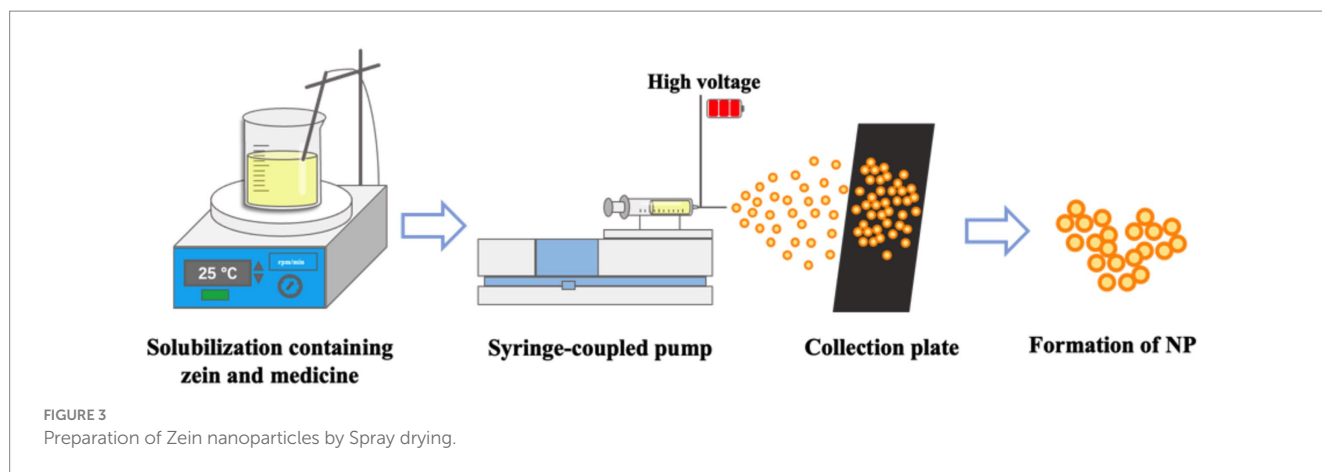 High voltage
25 °C
rpm/min
Solubilization containing
zein and medicine
Syringe-coupled pump
Collection plate
Formation of NP
FIGURE 3
Preparation of Zein nanoparticles by Spray drying.